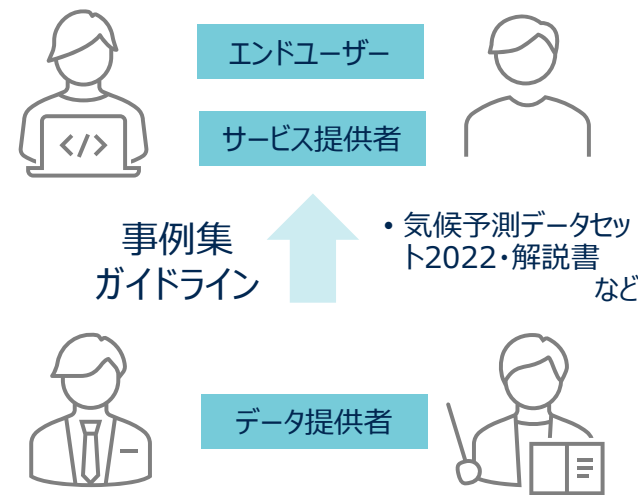 エンドユーザー
</>
サービス提供者
事例集
ガイドライン
• 気候予測データセッ
ト2022・解説書
など
データ提供者